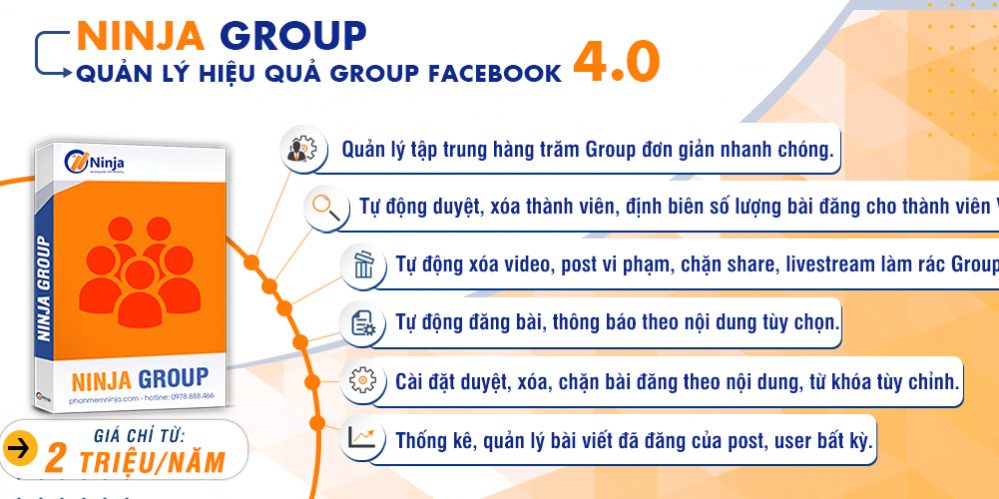 NINJA GROUP
QUẢN LÝ HIỆU QUẢ GROUP FACEBOOK 4.0
Quản lý tập trung hàng trăm Group đơn giản nhanh chóng.
Tự động duyệt, xóa thành viên, định biên số lượng bài đăng cho thành viên V
Tự động xóa video, post vi phạm, chặn share, livestream làm rác Group
Tự động đăng bài, thông báo theo nội dung tùy chọn.
Cài đặt duyệt, xóa, chặn bài đăng theo nội dung, từ khóa tùy chỉnh.
Thống kê, quản lý bài viết đã đăng của post, user bất kỳ.
Ninja
NINJA GROUP
NINJA GROUP
phanmemninja.com - hotline: 0978.888.466
Ninja
GIÁ CHỈ TỪ:
2 TRIỆU/NĂM